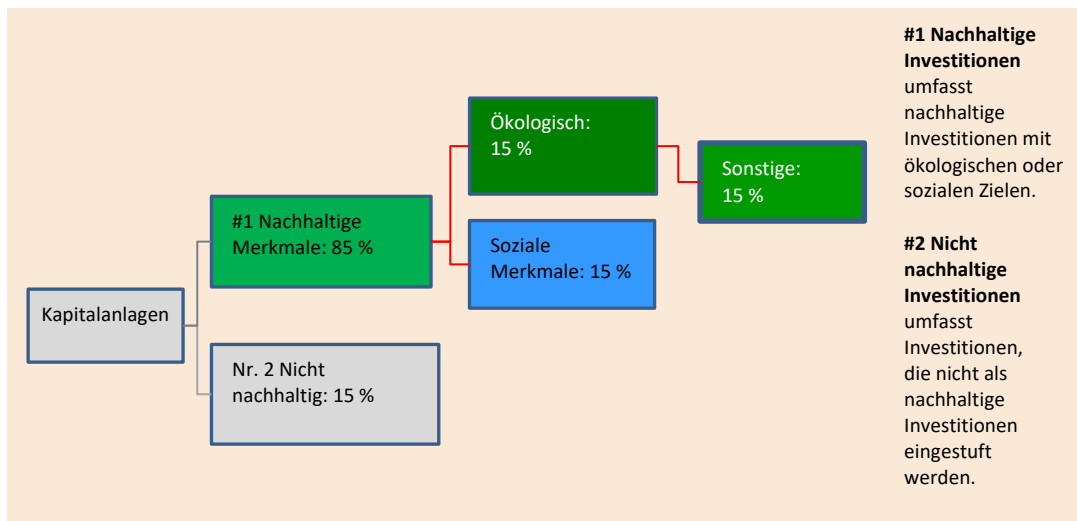 Kapitalanlagen
#1 Nachhaltige
Merkmale: 85 %
Nr. 2 Nicht
nachhaltig: 15 %
Ökologisch:
15 %
Soziale
Merkmale: 15 %
Sonstige:
15 %
#1 Nachhaltige
Investitionen
umfasst
nachhaltige
Investitionen mit
ökologischen oder
sozialen Zielen.
#2 Nicht
nachhaltige
Investitionen
umfasst
Investitionen,
die nicht als
nachhaltige
Investitionen
eingestuft
werden.